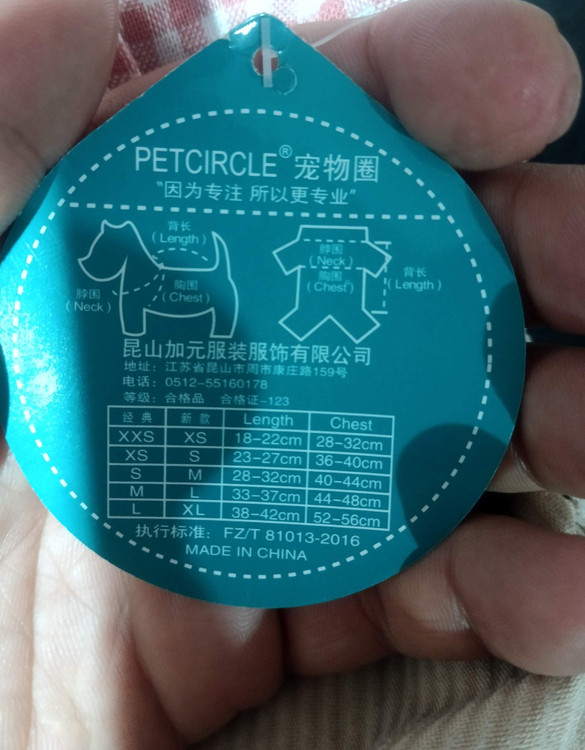 PETCIRCLE® 宠物圈
“因为专注 所以更专业”
背长
(Length)
脖围
(Neck)
胸围
(Chest)
脖围
(Neck)
胸围
(Chest)
背长
(Length)
昆山加元服装服饰有限公司
地址：江苏省昆山市周市康庄路159号
电话：0512-55160178
等级：合格品 合格证-123
经典 新款 Length Chest
XXS XS 18-22cm 28-32cm
XS S 23-27cm 36-40cm
S M 28-32cm 40-44cm
M L 33-37cm 44-48cm
L XL 38-42cm 52-56cm
执行标准：FZ/T 81013-2016
MADE IN CHINA